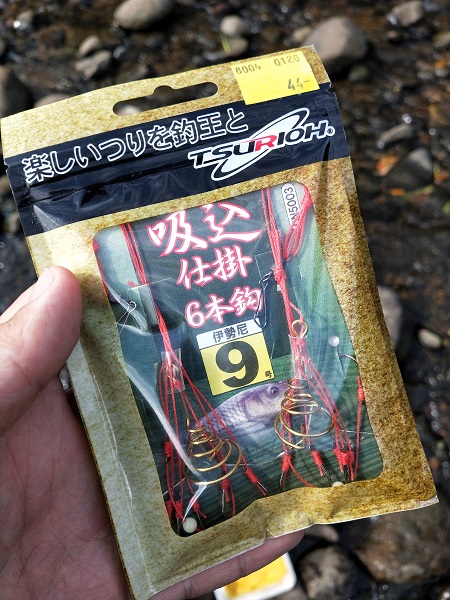 8004 0120
44-
楽しいつりを釣王と
TSURIOH®
吸込
仕掛
6本鈎
伊勢尼
9号